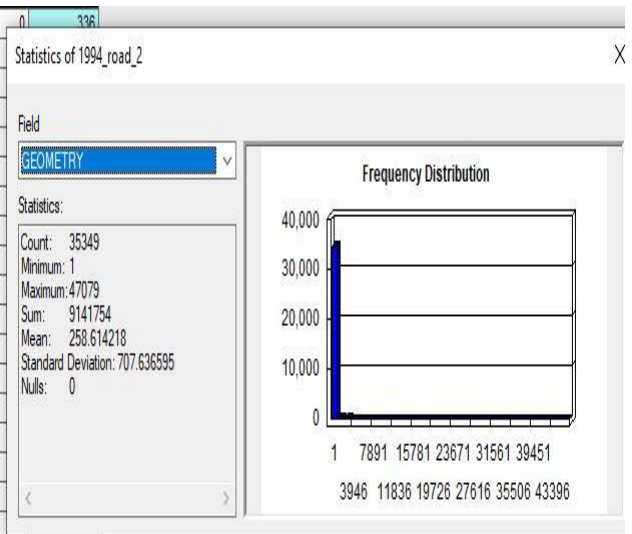 0 336
Statistics of 1994_road_2 X
Field
GEOMETRY
Statistics:
Count: 35349
Minimum: 1
Maximum: 47079
Sum: 9141754
Mean: 258.614218
Standard Deviation: 707.636595
Nulls: 0
Frequency Distribution
40,000
30,000
20,000
10,000
0
1 7891 15781 23671 31561 39451
3946 11836 19726 27616 35506 43396